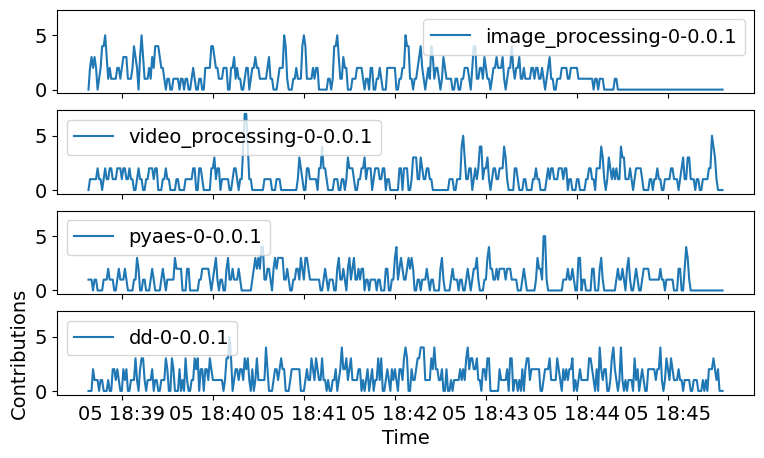 5
0
image_processing-0-0.0.1
5
0
video_processing-0-0.0.1
5
0
pyaes-0-0.0.1
5
0
dd-0-0.0.1
Contributions
05 18:39 05 18:40 05 18:41 05 18:42 05 18:43 05 18:44 05 18:45
Time